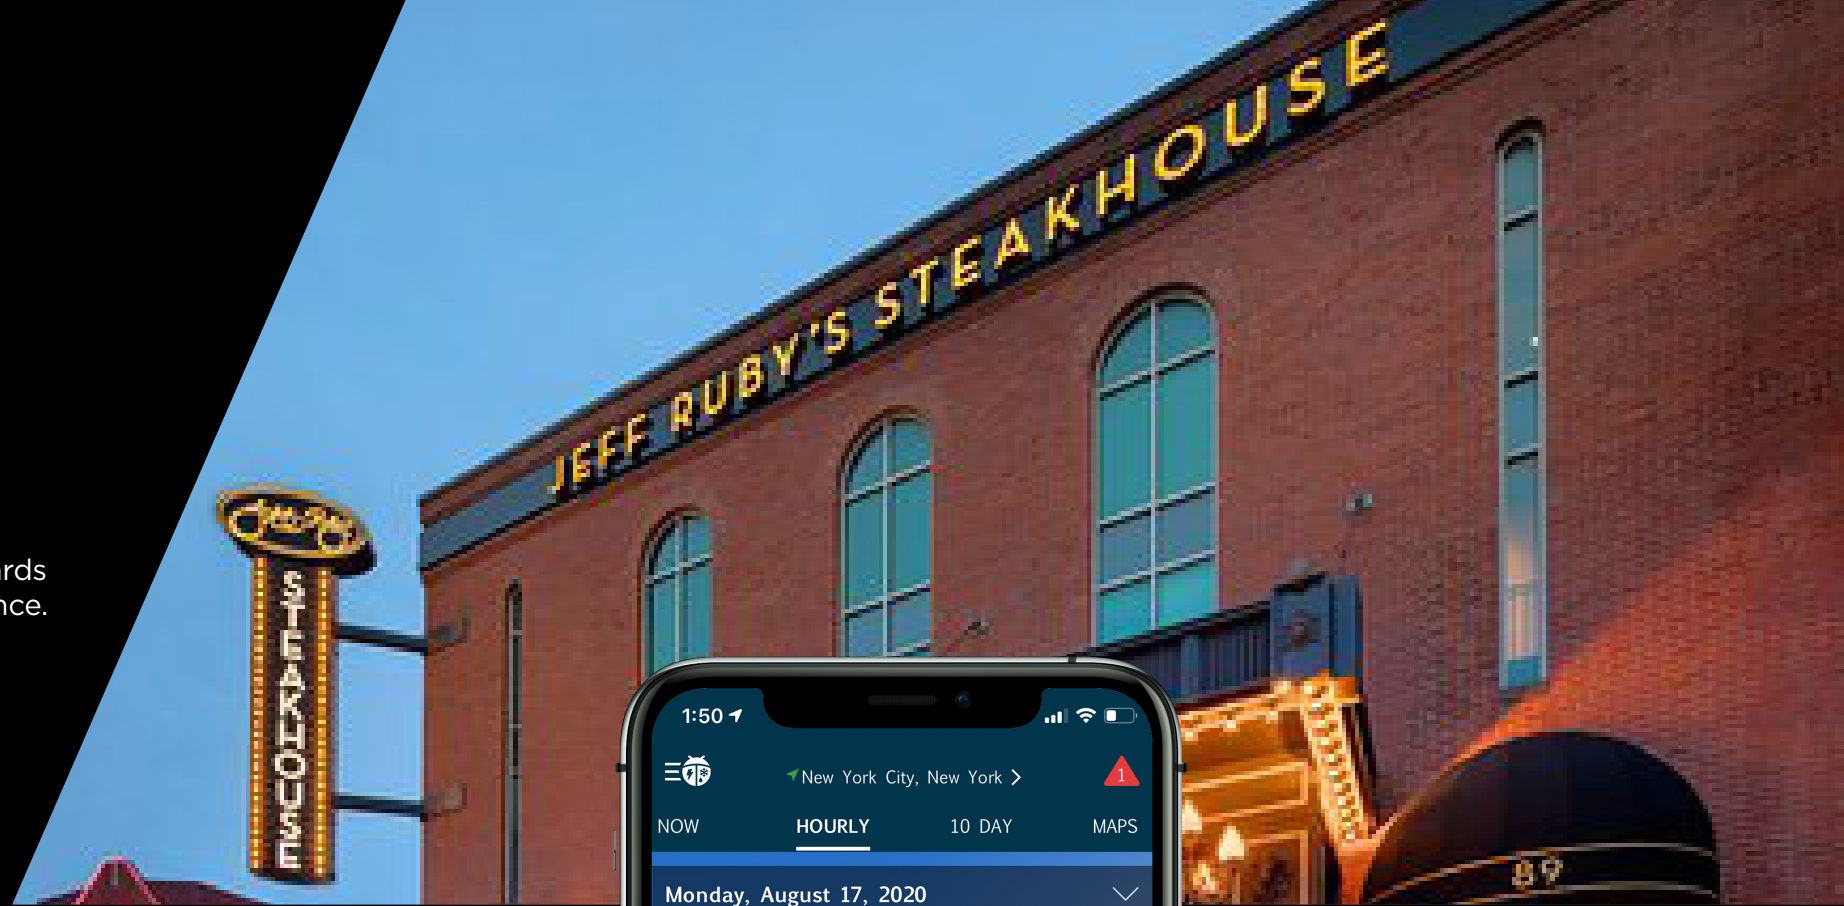 JEFF RUBY'S STEAKHOUSE
STEAKHOUSE
rds
nce.
1:50
New York City, New York
1
NOW HOURLY 10 DAY MAPS
Monday, August 17, 2020
89